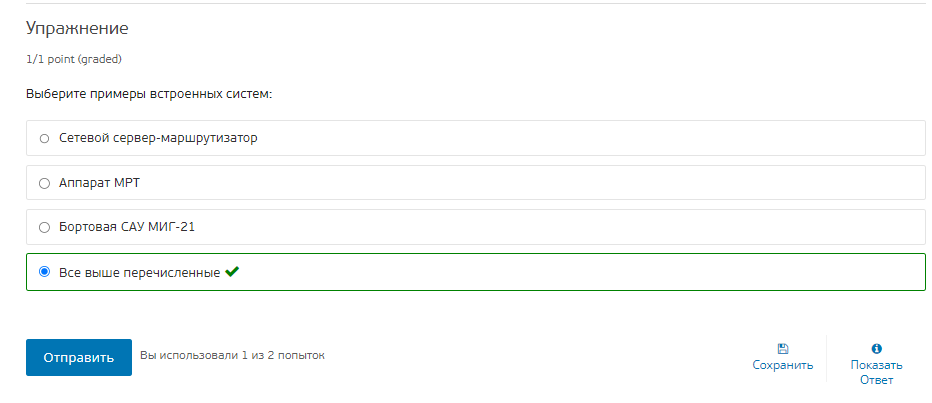 Упражнение
1/1 point (graded)
Выберите примеры встроенных систем:
Сетевой сервер-маршрутизатор
Аппарат МРТ
Бортовая САУ МИГ-21
Все выше перечисленные
Отправить
Вы использовали 1 из 2 попыток
Сохранить
Показать
Ответ